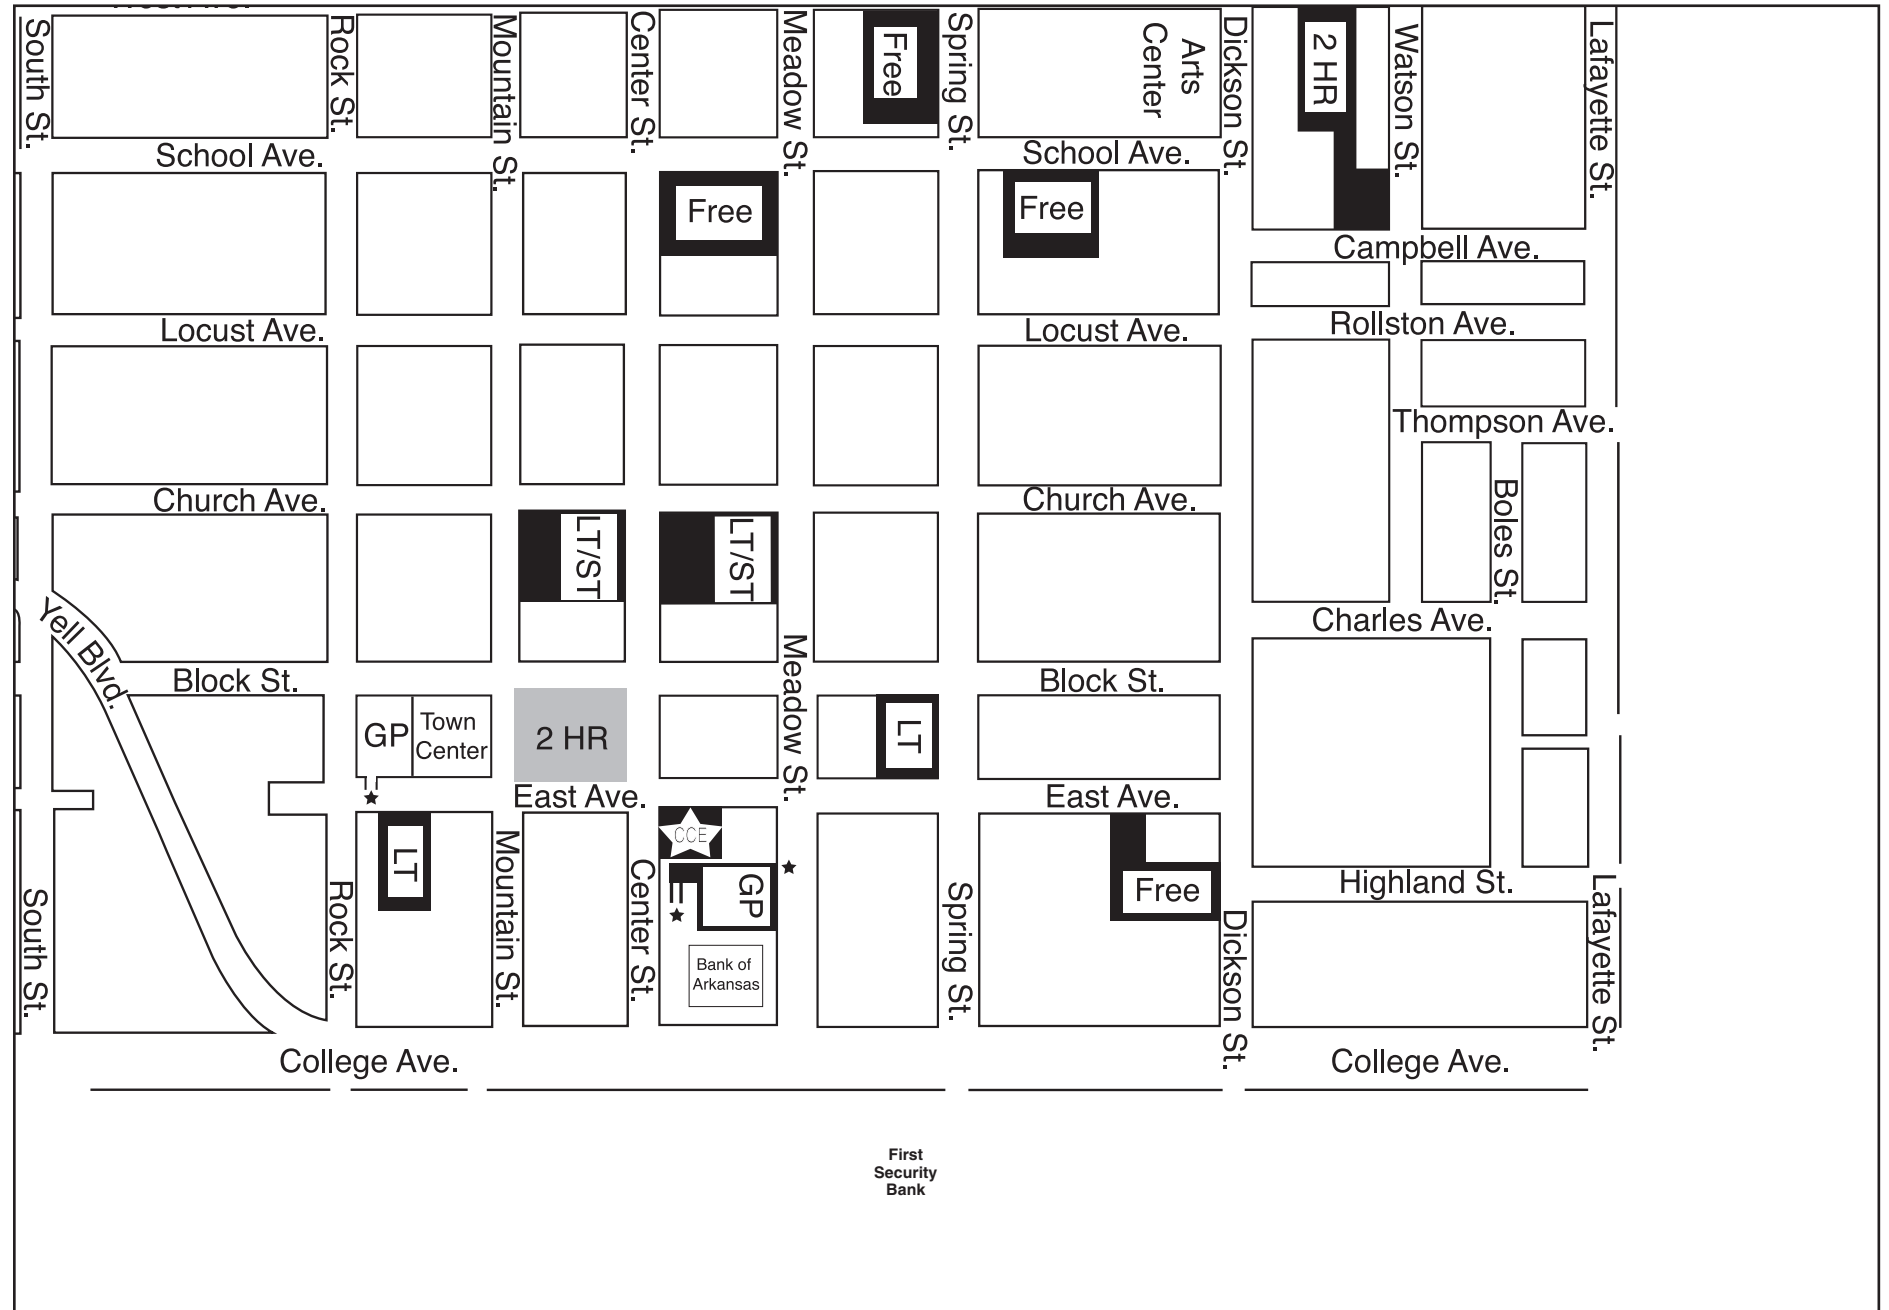 South St.
Rock St.
Mountain St.
Center St.
Meadow St.
Free
Spring St.
Arts
Center
Dickson St.
2 HR
Watson St.
Lafayette St.
School Ave.
School Ave.
Free
Free
Campbell Ave.
Locust Ave.
Locust Ave.
Rollston Ave.
Thompson Ave.
Church Ave.
Church Ave.
LT/ST
LT/ST
Boles St.
Yell Blvd.
Charles Ave.
Block St.
Block St.
Meadow St.
GP
Town
Center
2 HR
LT
East Ave.
East Ave.
CCE
LT
Mountain St.
Center St.
GP
Free
Highland St.
South St.
Rock St.
Spring St.
Dickson St.
Lafayette St.
Bank of
Arkansas
College Ave.
College Ave.
First
Security
Bank